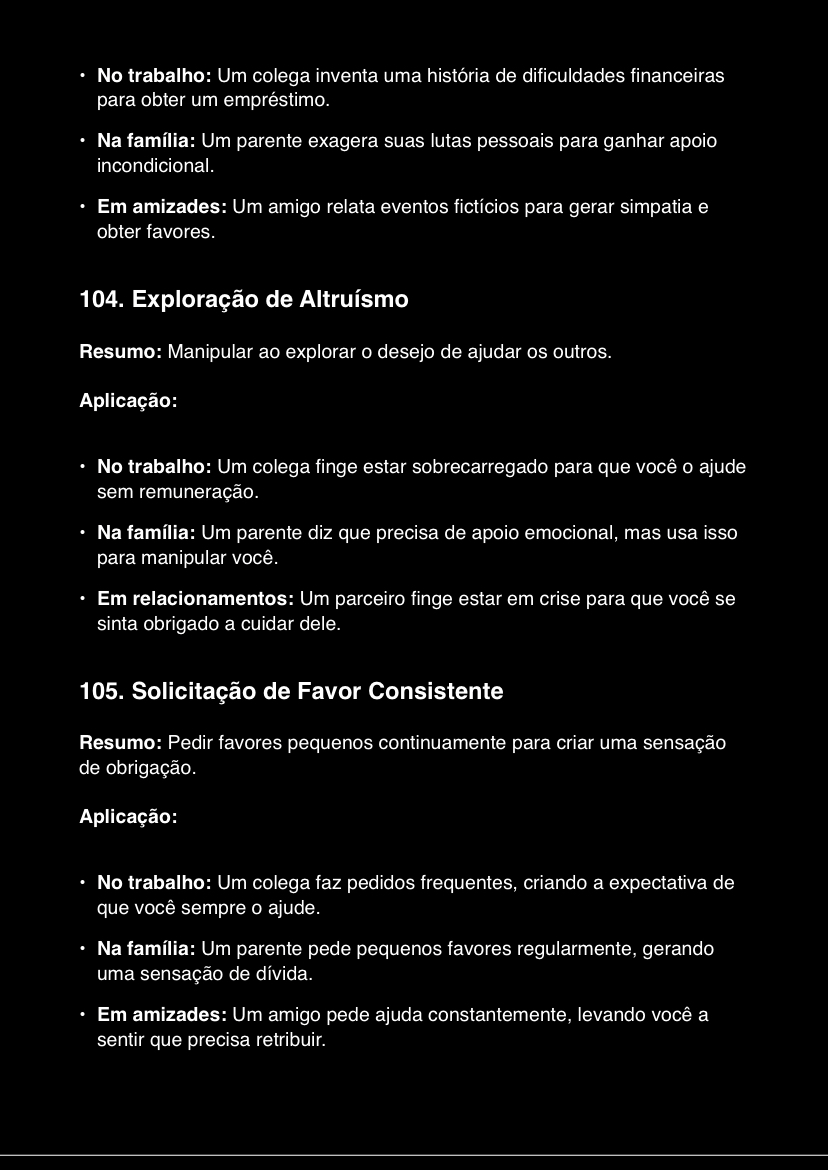 • No trabalho: Um colega inventa uma história de dificuldades financeiras
para obter um empréstimo.
• Na família: Um parente exagera suas lutas pessoais para ganhar apoio
incondicional.
• Em amizades: Um amigo relata eventos fictícios para gerar simpatia e
obter favores.
104. Exploração de Altruísmo
Resumo: Manipular ao explorar o desejo de ajudar os outros.
Aplicação:
• No trabalho: Um colega finge estar sobrecarregado para que você o ajude
sem remuneração.
• Na família: Um parente diz que precisa de apoio emocional, mas usa isso
para manipular você.
• Em relacionamentos: Um parceiro finge estar em crise para que você se
sinta obrigado a cuidar dele.
105. Solicitação de Favor Consistente
Resumo: Pedir favores pequenos continuamente para criar uma sensação
de obrigação.
Aplicação:
• No trabalho: Um colega faz pedidos frequentes, criando a expectativa de
que você sempre o ajude.
• Na família: Um parente pede pequenos favores regularmente, gerando
uma sensação de dívida.
• Em amizades: Um amigo pede ajuda constantemente, levando você a
sentir que precisa retribuir.